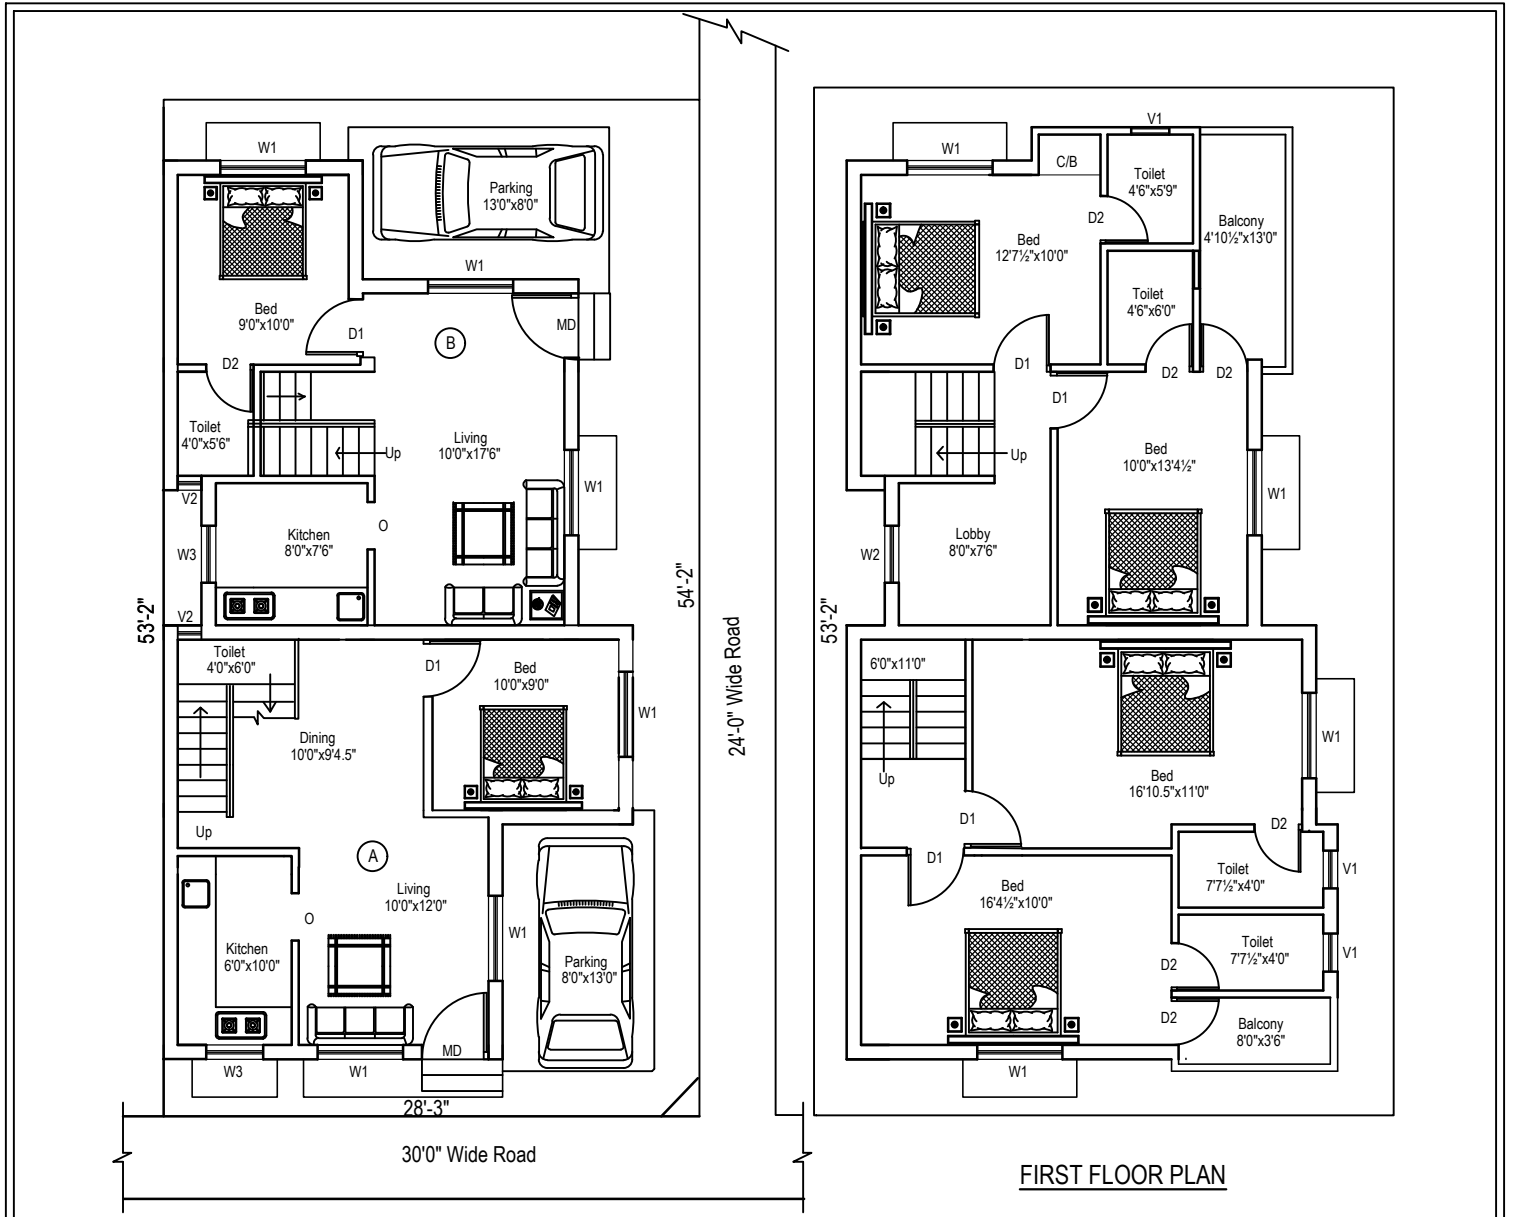 W1
Parking
13'0"x8'0"
W1
Bed
9'0"x10'0"
D1
MD
B
D2
Toilet
4'0"x5'6"
Up
Living
10'0"x17'6"
V2
W1
O
Kitchen
8'0"x7'6"
W3
V2
53'-2"
54'-2"
24'-0" Wide Road
Toilet
4'0"x6'0"
D1
Bed
10'0"x9'0"
W1
Dining
10'0"x9'4.5"
Up
A
Living
10'0"x12'0"
O
W1
Kitchen
6'0"x10'0"
Parking
8'0"x13'0"
MD
W3
W1
28'-3"
30'0" Wide Road
V1
W1
C/B
Toilet
4'6"x5'9"
D2
Balcony
4'10½"x13'0"
Bed
12'7½"x10'0"
Toilet
4'6"x6'0"
D1
D2
D2
D1
Up
Bed
10'0"x13'4½"
W1
Lobby
8'0"x7'6"
W2
53'-2"
6'0"x11'0"
W1
Up
Bed
16'10.5"x11'0"
D1
D2
D1
Toilet
7'7½"x4'0"
V1
Bed
16'4½"x10'0"
Toilet
7'7½"x4'0"
V1
D2
D2
Balcony
8'0"x3'6"
W1
FIRST FLOOR PLAN